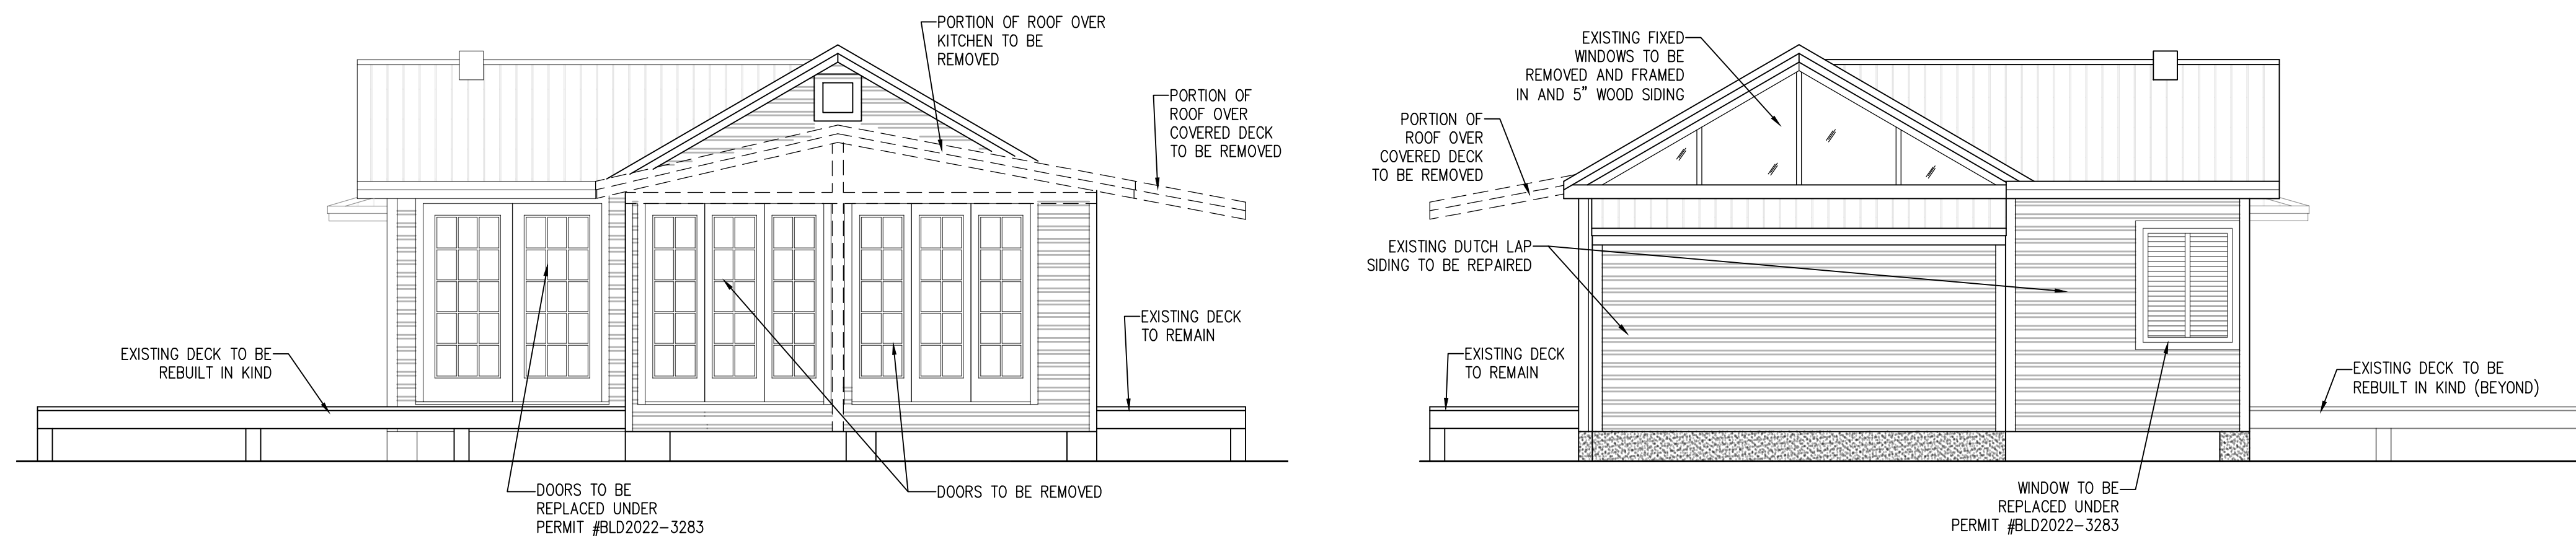 PORTION OF ROOF OVER
KITCHEN TO BE
REMOVED
PORTION OF
ROOF OVER
COVERED DECK
TO BE REMOVED
EXISTING DECK
TO REMAIN
EXISTING DECK TO BE
REBUILT IN KIND
DOORS TO BE
REPLACED UNDER
PERMIT #BLD2022-3283
DOORS TO BE REMOVED
EXISTING FIXED
WINDOWS TO BE
REMOVED AND FRAMED
IN AND 5" WOOD SIDING
PORTION OF
ROOF OVER
COVERED DECK
TO BE REMOVED
EXISTING DUTCH LAP
SIDING TO BE REPAIRED
EXISTING DECK
TO REMAIN
EXISTING DECK TO BE
REBUILT IN KIND (BEYOND)
WINDOW TO BE
REPLACED UNDER
PERMIT #BLD2022-3283